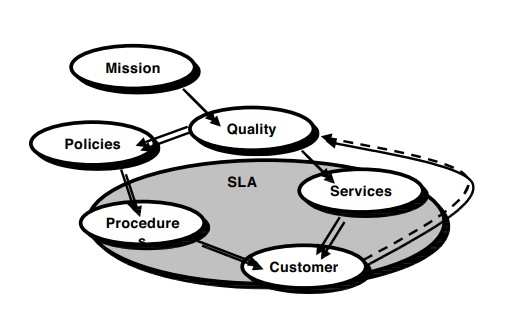 Mission
Quality
Policies
SLA
Services
Procedure
s
Customer